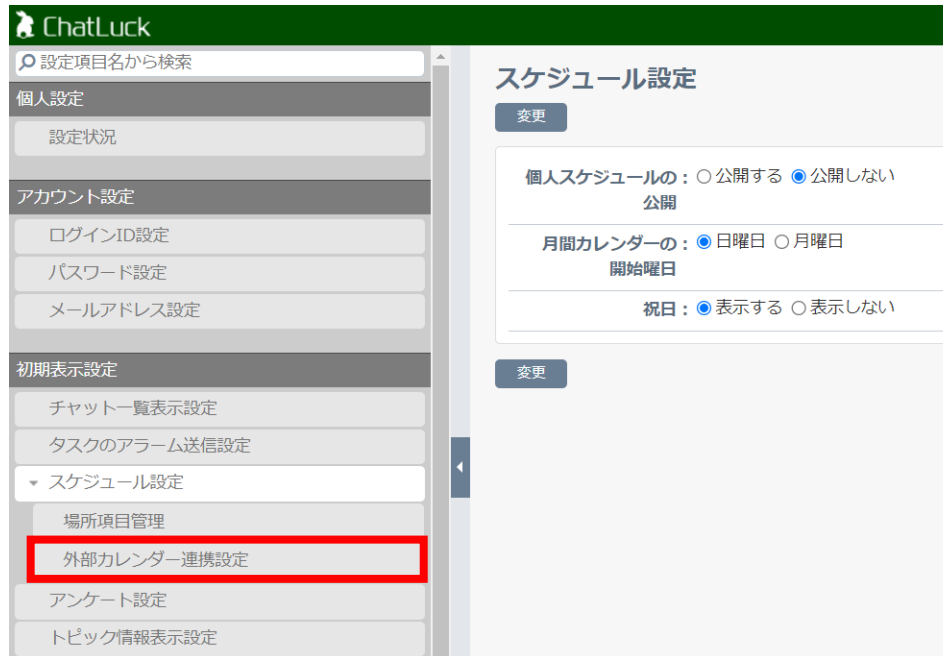 ChatLuck
設定項目名から検索
個人設定
設定状況
アカウント設定
ログインID設定
パスワード設定
メールアドレス設定
初期表示設定
チャット一覧表示設定
タスクのアラーム送信設定
スケジュール設定
場所項目管理
外部カレンダー連携設定
アンケート設定
トピック情報表示設定
スケジュール設定
変更
個人スケジュールの : 公開する 公開しない
公開
月間カレンダーの : 日曜日 月曜日
開始曜日
祝日 : 表示する 表示しない
変更